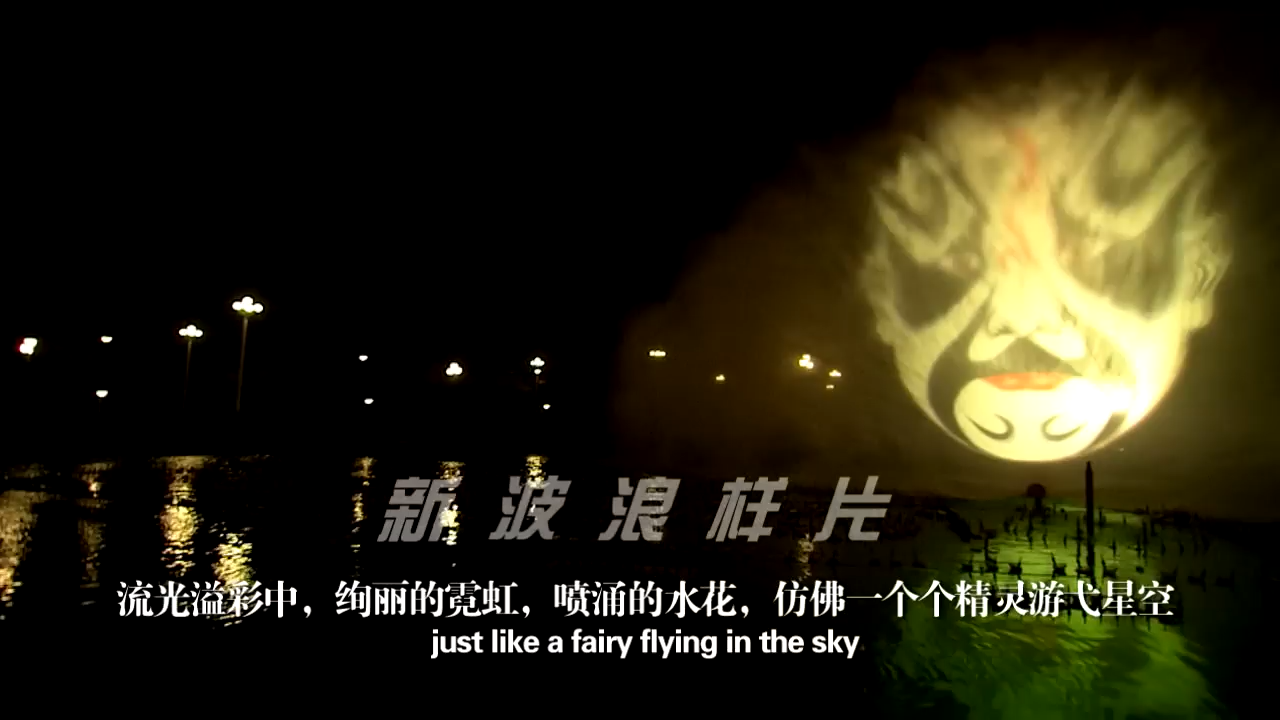 新波浪样片
流光溢彩中，绚丽的霓虹，喷涌的水花，仿佛一个个精灵游弋星空
just like a fairy flying in the sky